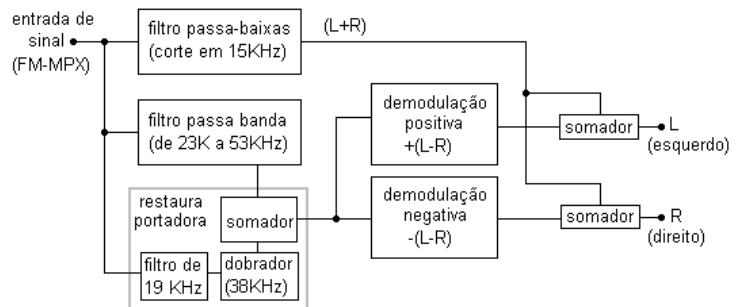 entrada de
sinal
(FM-MPX)
filtro passa-baixas
(corte em 15KHz)
(L+R)
filtro passa banda
(de 23K a 53KHz)
demodulação
positiva
+(L-R)
somador
L
(esquerdo)
restaura
portadora
somador
demodulação
negativa
-(L-R)
somador
R
(direito)
filtro de
19 KHz
dobrador
(38KHz)